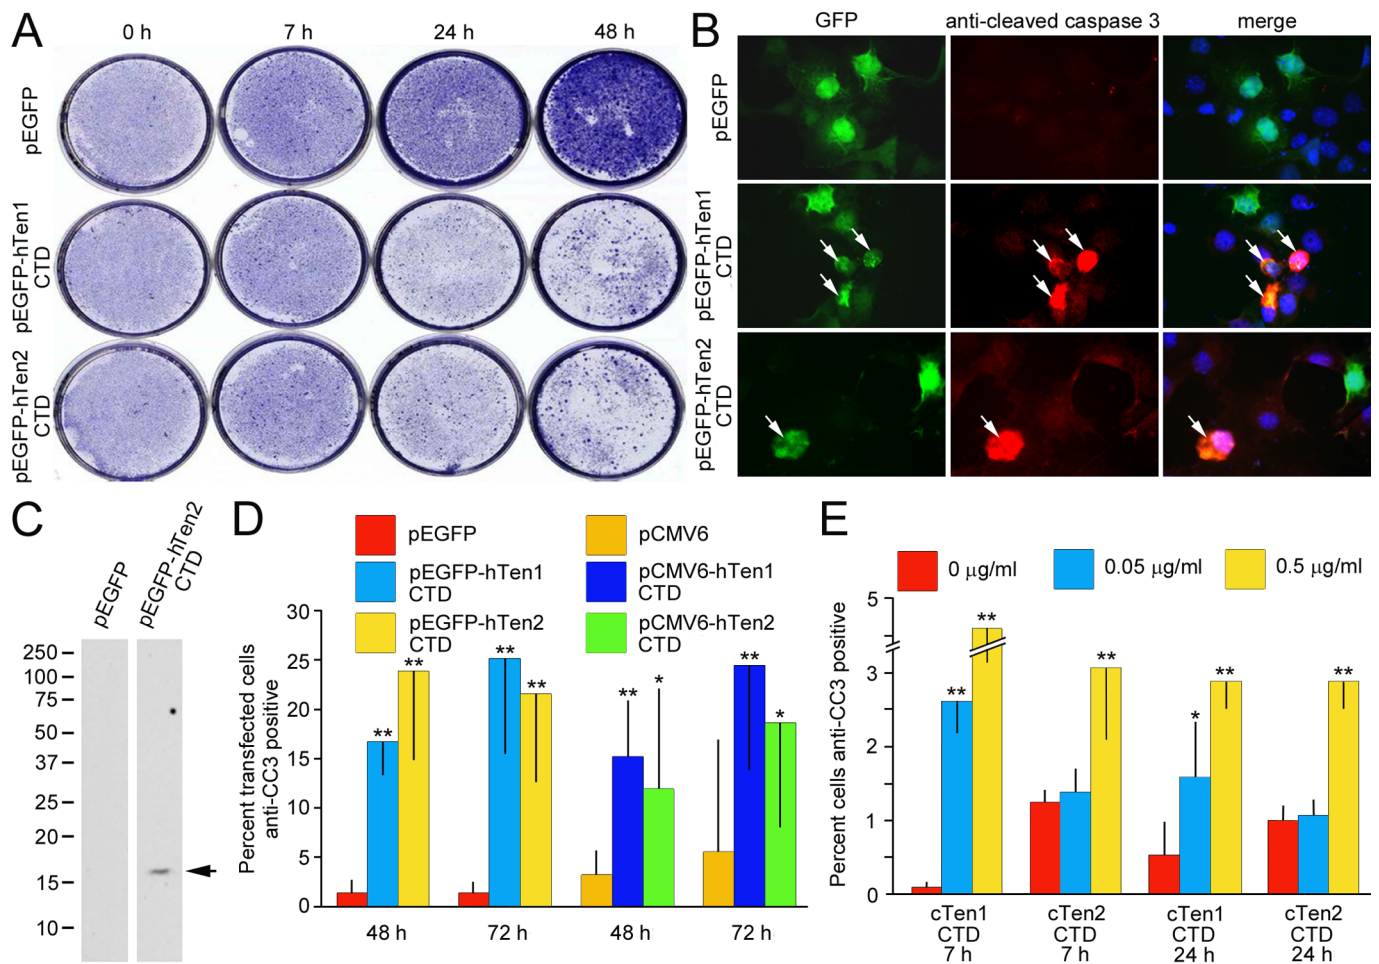 A
0 h
7 h
24 h
48 h
pEGFP
pEGFP-hTen1
CTD
pEGFP-hTen2
CTD
B
GFP
anti-cleaved caspase 3
merge
pEGFP
pEGFP-hTen1
CTD
pEGFP-hTen2
CTD
C
pEGFP
pEGFP-hTen2
CTD
250
100
75
50
37
25
20
15
10
D
pEGFP
pEGFP-hTen1
CTD
pEGFP-hTen2
CTD
pCMV6
pCMV6-hTen1
CTD
pCMV6-hTen2
CTD
Percent transfected cells
anti-CC3 positive
30
25
20
15
10
5
0
**
**
**
**
**
*
**
*
48 h
72 h
48 h
72 h
E
0 µg/ml
0.05 µg/ml
0.5 µg/ml
Percent cells anti-CC3 positive
5
3
2
1
0
**
**
**
*
**
**
cTen1
CTD
7 h
cTen2
CTD
7 h
cTen1
CTD
24 h
cTen2
CTD
24 h